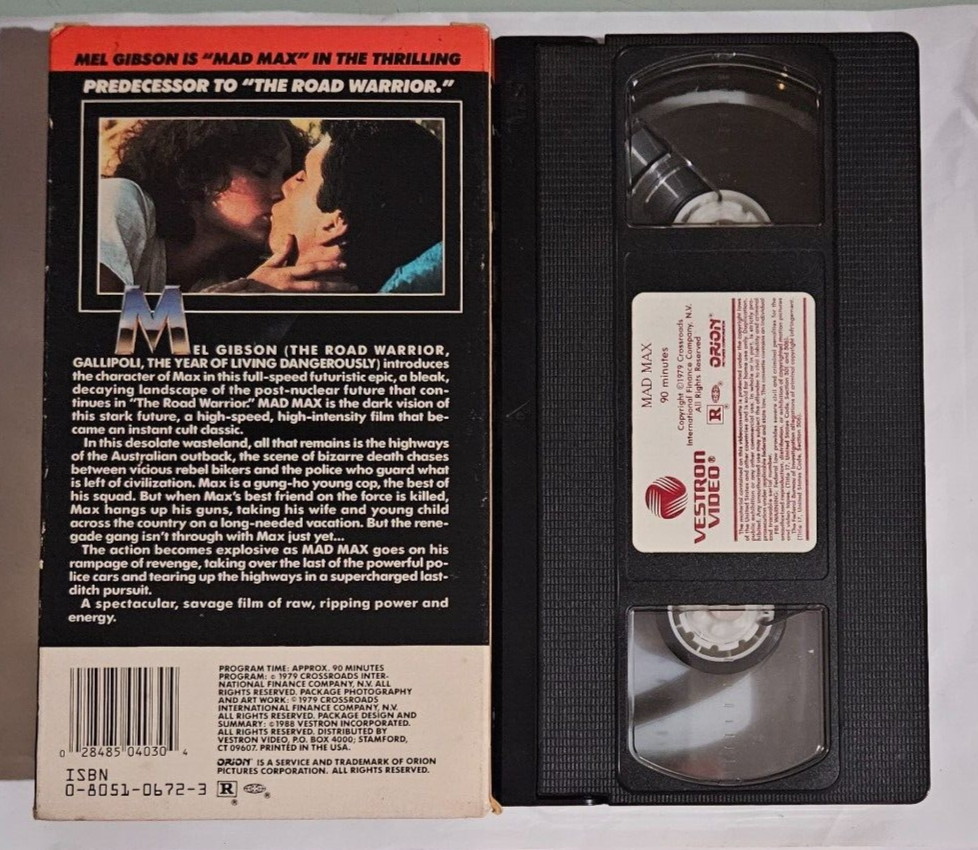 MEL GIBSON IS "MAD MAX" IN THE THRILLING
PREDECESSOR TO "THE ROAD WARRIOR."
MEL GIBSON (THE ROAD WARRIOR,
GALLIPOLI, THE YEAR OF LIVING DANGEROUSLY) introduces
the character of Max in this full-speed futuristic epic, a bleak,
decaying landscape of the post-nuclear future that con-
tinues in "The Road Warrior." MAD MAX is the dark vision of
this stark future, a high-speed, high-intensity film that be-
came an instant cult classic.
In this desolate wasteland, all that remains is the highways
of the Australian outback, the scene of bizarre death chases
between vicious rebel bikers and the police who guard what
is left of civilization. Max is a gung-ho young cop, the best of
his squad. But when Max's best friend on the force is killed,
Max hangs up his guns, taking his wife and young child
across the country on a long-needed vacation. But the rene-
gade gang isn't through with Max just yet...
The action becomes explosive as MAD MAX goes on his
rampage of revenge, taking over the last of the powerful po-
lice cars and tearing up the highways in a supercharged last-
ditch pursuit.
A spectacular, savage film of raw, ripping power and
energy.
PROGRAM TIME: APPROX. 90 MINUTES
PROGRAM: © 1979 CROSSROADS INTER-
NATIONAL FINANCE COMPANY, N.V. ALL
RIGHTS RESERVED. PACKAGE PHOTOGRAPHY
AND ART WORK: © 1979 CROSSROADS
INTERNATIONAL FINANCE COMPANY, N.V.
ALL RIGHTS RESERVED. PACKAGE DESIGN AND
SUMMARY: © 1988 VESTRON INCORPORATED.
ALL RIGHTS RESERVED. DISTRIBUTED BY
VESTRON VIDEO, P.O. BOX 4000; STAMFORD,
CT 09607. PRINTED IN THE USA.
ORION® IS A SERVICE AND TRADEMARK OF ORION
PICTURES CORPORATION. ALL RIGHTS RESERVED.
0 28485 04030 4
ISBN
0-8051-0672-3
R
MAD MAX
90 minutes
Copyright ©1979 Crossroads
International Finance Company, N.V.
All Rights Reserved
R
ORION®
VESTRON
VIDEO®